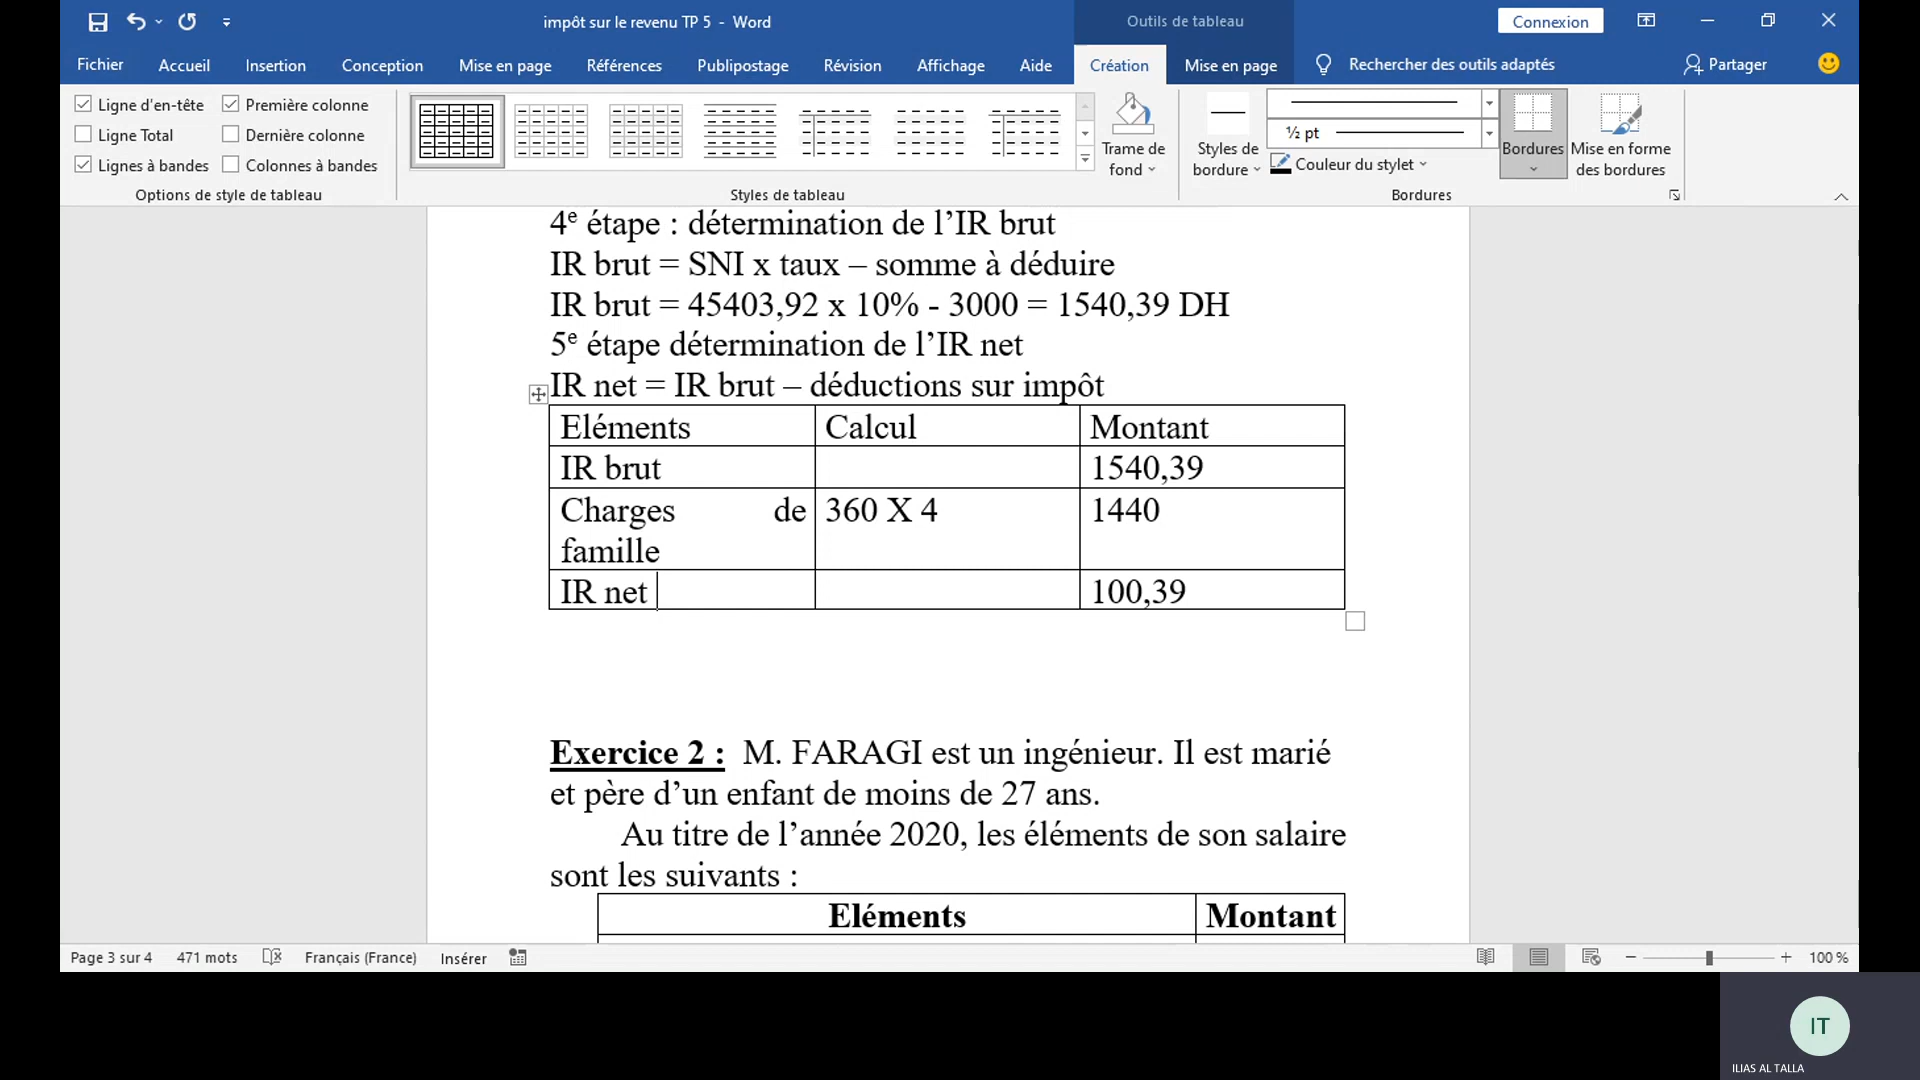 impôt sur le revenu TP 5 - Word
Outils de tableau
Connexion
Fichier
Accueil
Insertion
Conception
Mise en page
Références
Publipostage
Révision
Affichage
Aide
Création
Mise en page
Rechercher des outils adaptés
Partager
Ligne d'en-tête
Première colonne
Ligne Total
Dernière colonne
Lignes à bandes
Colonnes à bandes
Options de style de tableau
Styles de tableau
Trame de
fond
Styles de
bordure
½ pt
Couleur du stylet
Bordures
Mise en forme
des bordures
Bordures
4e étape : détermination de l’IR brut
IR brut = SNI x taux – somme à déduire
IR brut = 45403,92 x 10% - 3000 = 1540,39 DH
5e étape détermination de l’IR net
IR net = IR brut – déductions sur impôt
Eléments Calcul Montant
IR brut 1540,39
Charges de 360 X 4 1440
famille
IR net 100,39
Exercice 2 : M. FARAGI est un ingénieur. Il est marié
et père d’un enfant de moins de 27 ans.
Au titre de l’année 2020, les éléments de son salaire
sont les suivants :
Eléments Montant
Page 3 sur 4
471 mots
Français (France)
Insérer
100 %
IT
ILIAS AL TALLA